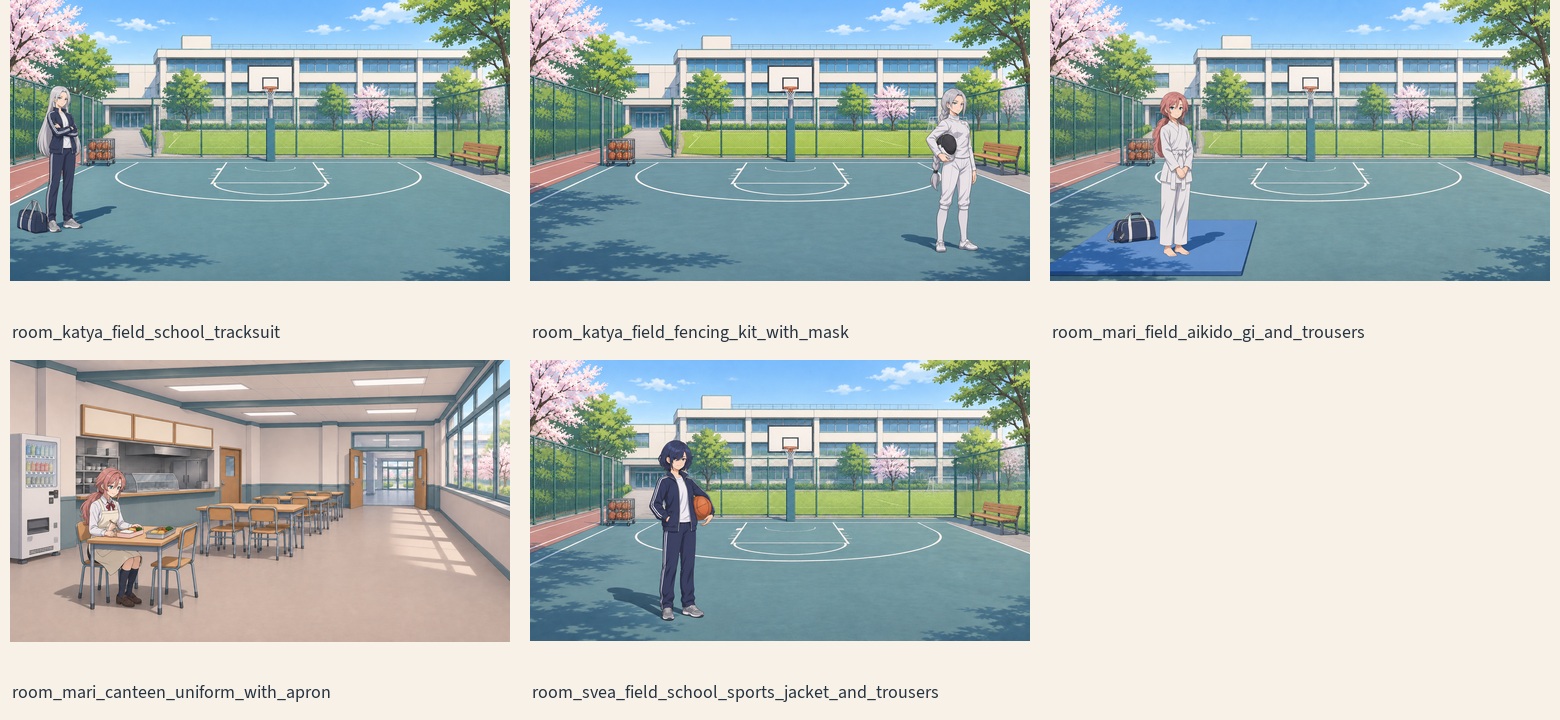 room_katya_field_school_tracksuit
room_katya_field_fencing_kit_with_mask
room_mari_field_aikido_gi_and_trousers
room_mari_canteen_uniform_with_apron
room_svea_field_school_sports_jacket_and_trousers